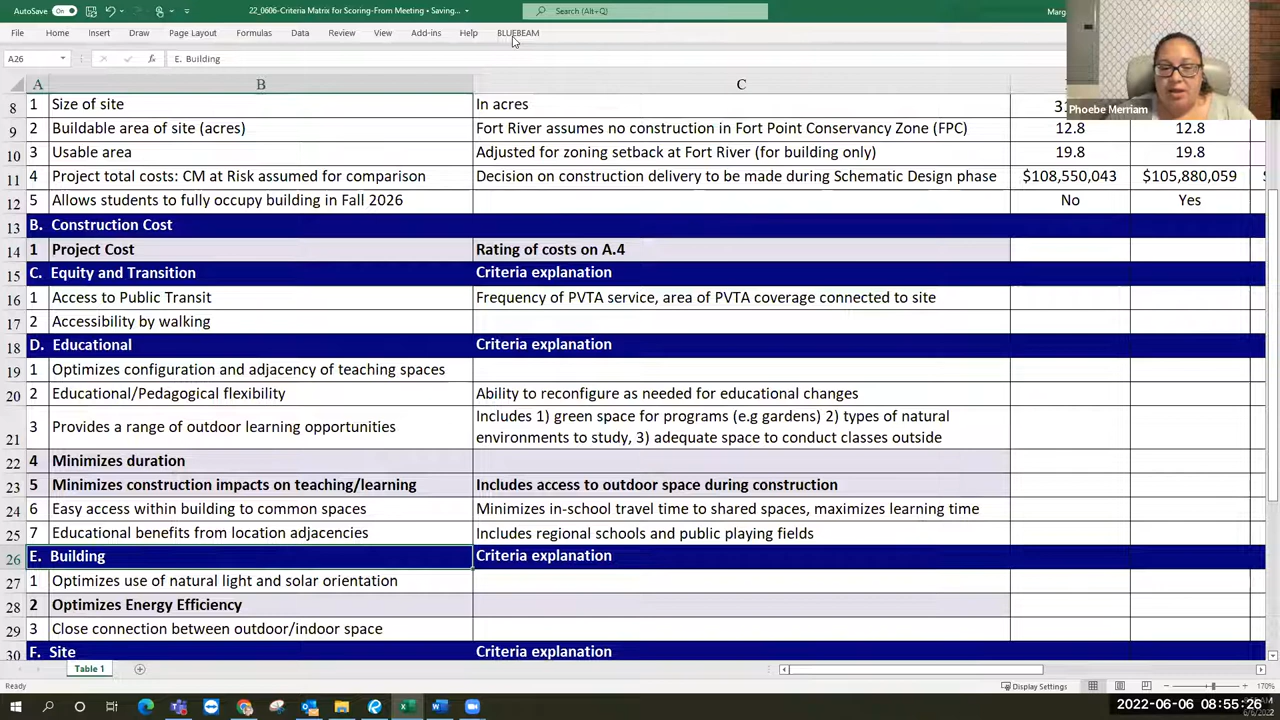 AutoSave On 22_0606-Criteria Matrix for Scoring-From Meeting • Saving... Search (Alt+Q) Marg
File Home Insert Draw Page Layout Formulas Data Review View Add-ins Help BLUEBEAM
A26 fx E. Building
Phoebe Merriam
A B C
8 1 Size of site In acres
9 2 Buildable area of site (acres) Fort River assumes no construction in Fort Point Conservancy Zone (FPC) 12.8 12.8
10 3 Usable area Adjusted for zoning setback at Fort River (for building only) 19.8 19.8
11 4 Project total costs: CM at Risk assumed for comparison Decision on construction delivery to be made during Schematic Design phase $108,550,043 $105,880,059 $
12 5 Allows students to fully occupy building in Fall 2026 No Yes
13 B. Construction Cost
14 1 Project Cost Rating of costs on A.4
15 C. Equity and Transition Criteria explanation
16 1 Access to Public Transit Frequency of PVTA service, area of PVTA coverage connected to site
17 2 Accessibility by walking
18 D. Educational Criteria explanation
19 1 Optimizes configuration and adjacency of teaching spaces
20 2 Educational/Pedagogical flexibility Ability to reconfigure as needed for educational changes
21 3 Provides a range of outdoor learning opportunities Includes 1) green space for programs (e.g gardens) 2) types of natural
environments to study, 3) adequate space to conduct classes outside
22 4 Minimizes duration
23 5 Minimizes construction impacts on teaching/learning Includes access to outdoor space during construction
24 6 Easy access within building to common spaces Minimizes in-school travel time to shared spaces, maximizes learning time
25 7 Educational benefits from location adjacencies Includes regional schools and public playing fields
26 E. Building Criteria explanation
27 1 Optimizes use of natural light and solar orientation
28 2 Optimizes Energy Efficiency
29 3 Close connection between outdoor/indoor space
30 F. Site Criteria explanation
Table 1
Ready Display Settings 170%
2022-06-06 08:55:26